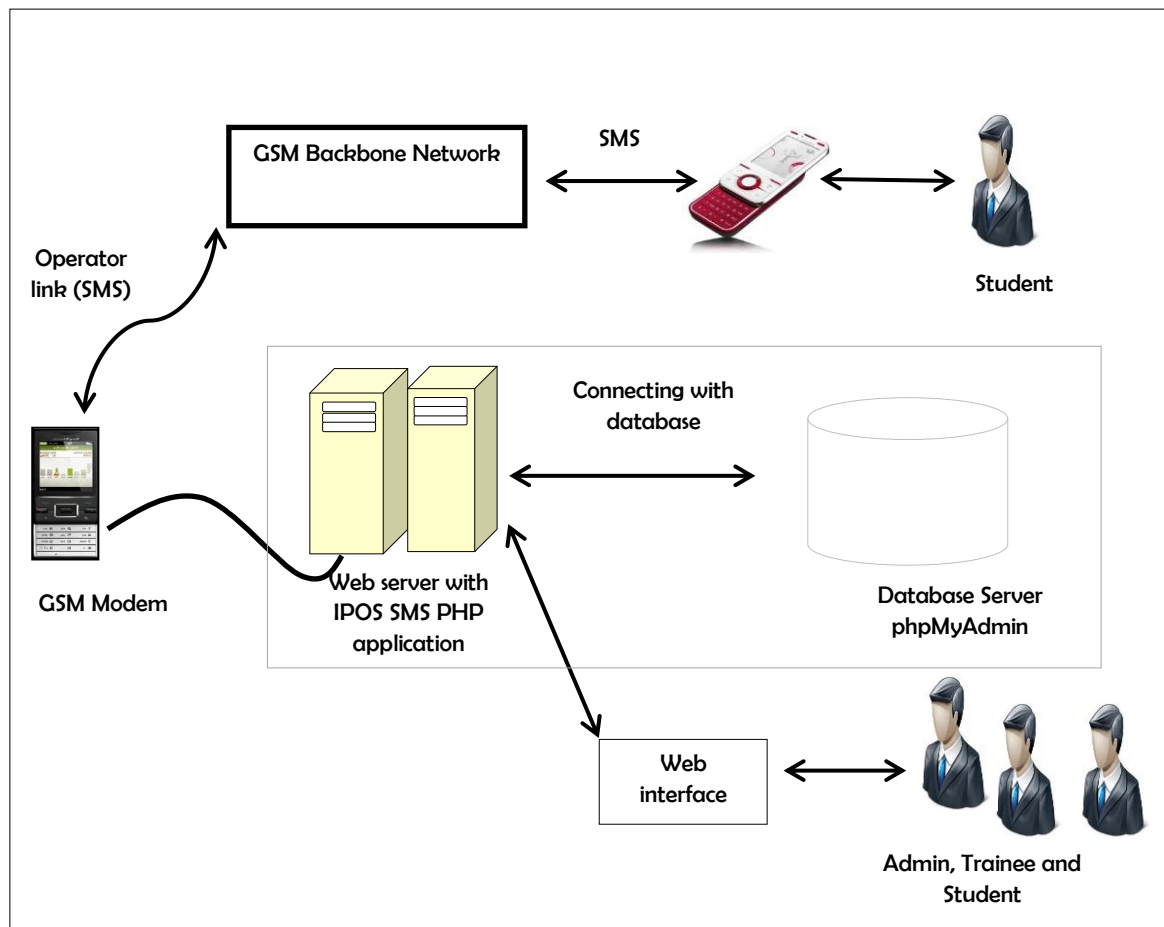 GSM Backbone Network
SMS
Operator
link (SMS)
Student
Connecting with
database
GSM Modem
Web server with
IPOS SMS PHP
application
Database Server
phpMyAdmin
Web
interface
Admin, Trainee and
Student